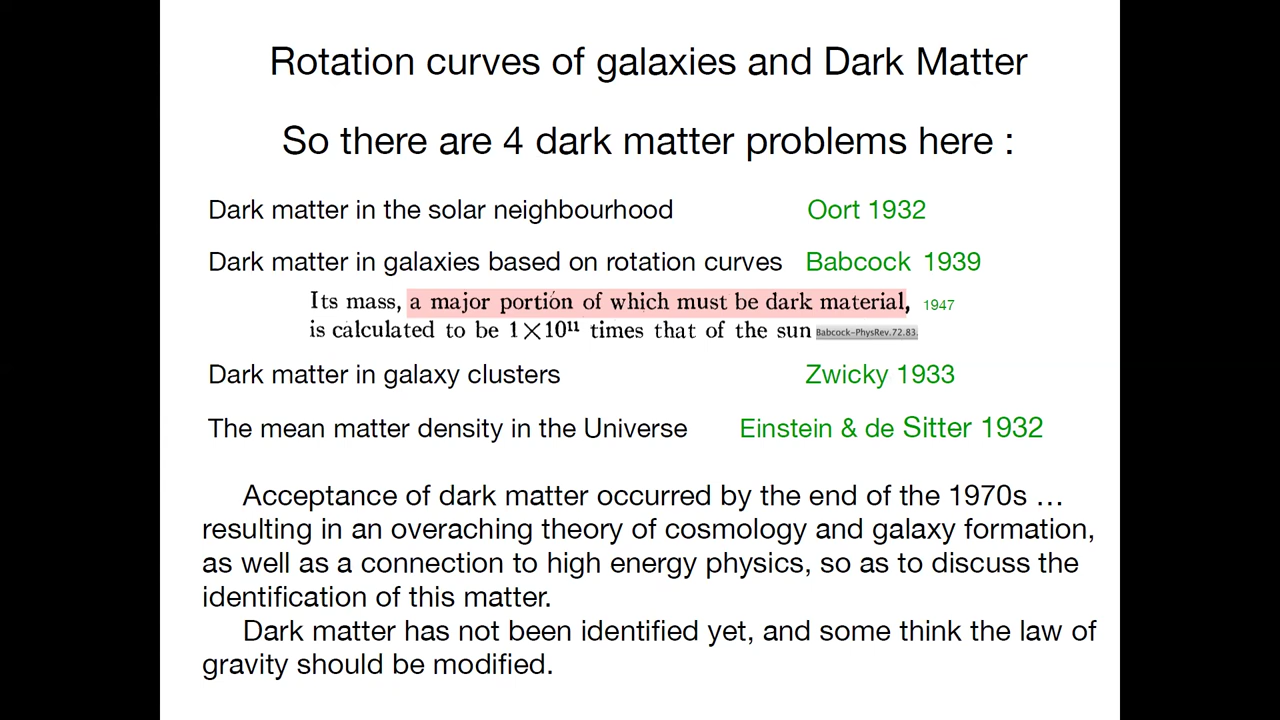 Rotation curves of galaxies and Dark Matter
So there are 4 dark matter problems here :
Dark matter in the solar neighbourhood Oort 1932
Dark matter in galaxies based on rotation curves Babcock 1939
Its mass, a major portion of which must be dark material, 1947
is calculated to be 1×10¹¹ times that of the sun Babcock-PhysRev.72.83.
Dark matter in galaxy clusters Zwicky 1933
The mean matter density in the Universe Einstein & de Sitter 1932
Acceptance of dark matter occurred by the end of the 1970s …
resulting in an overaching theory of cosmology and galaxy formation,
as well as a connection to high energy physics, so as to discuss the
identification of this matter.
Dark matter has not been identified yet, and some think the law of
gravity should be modified.